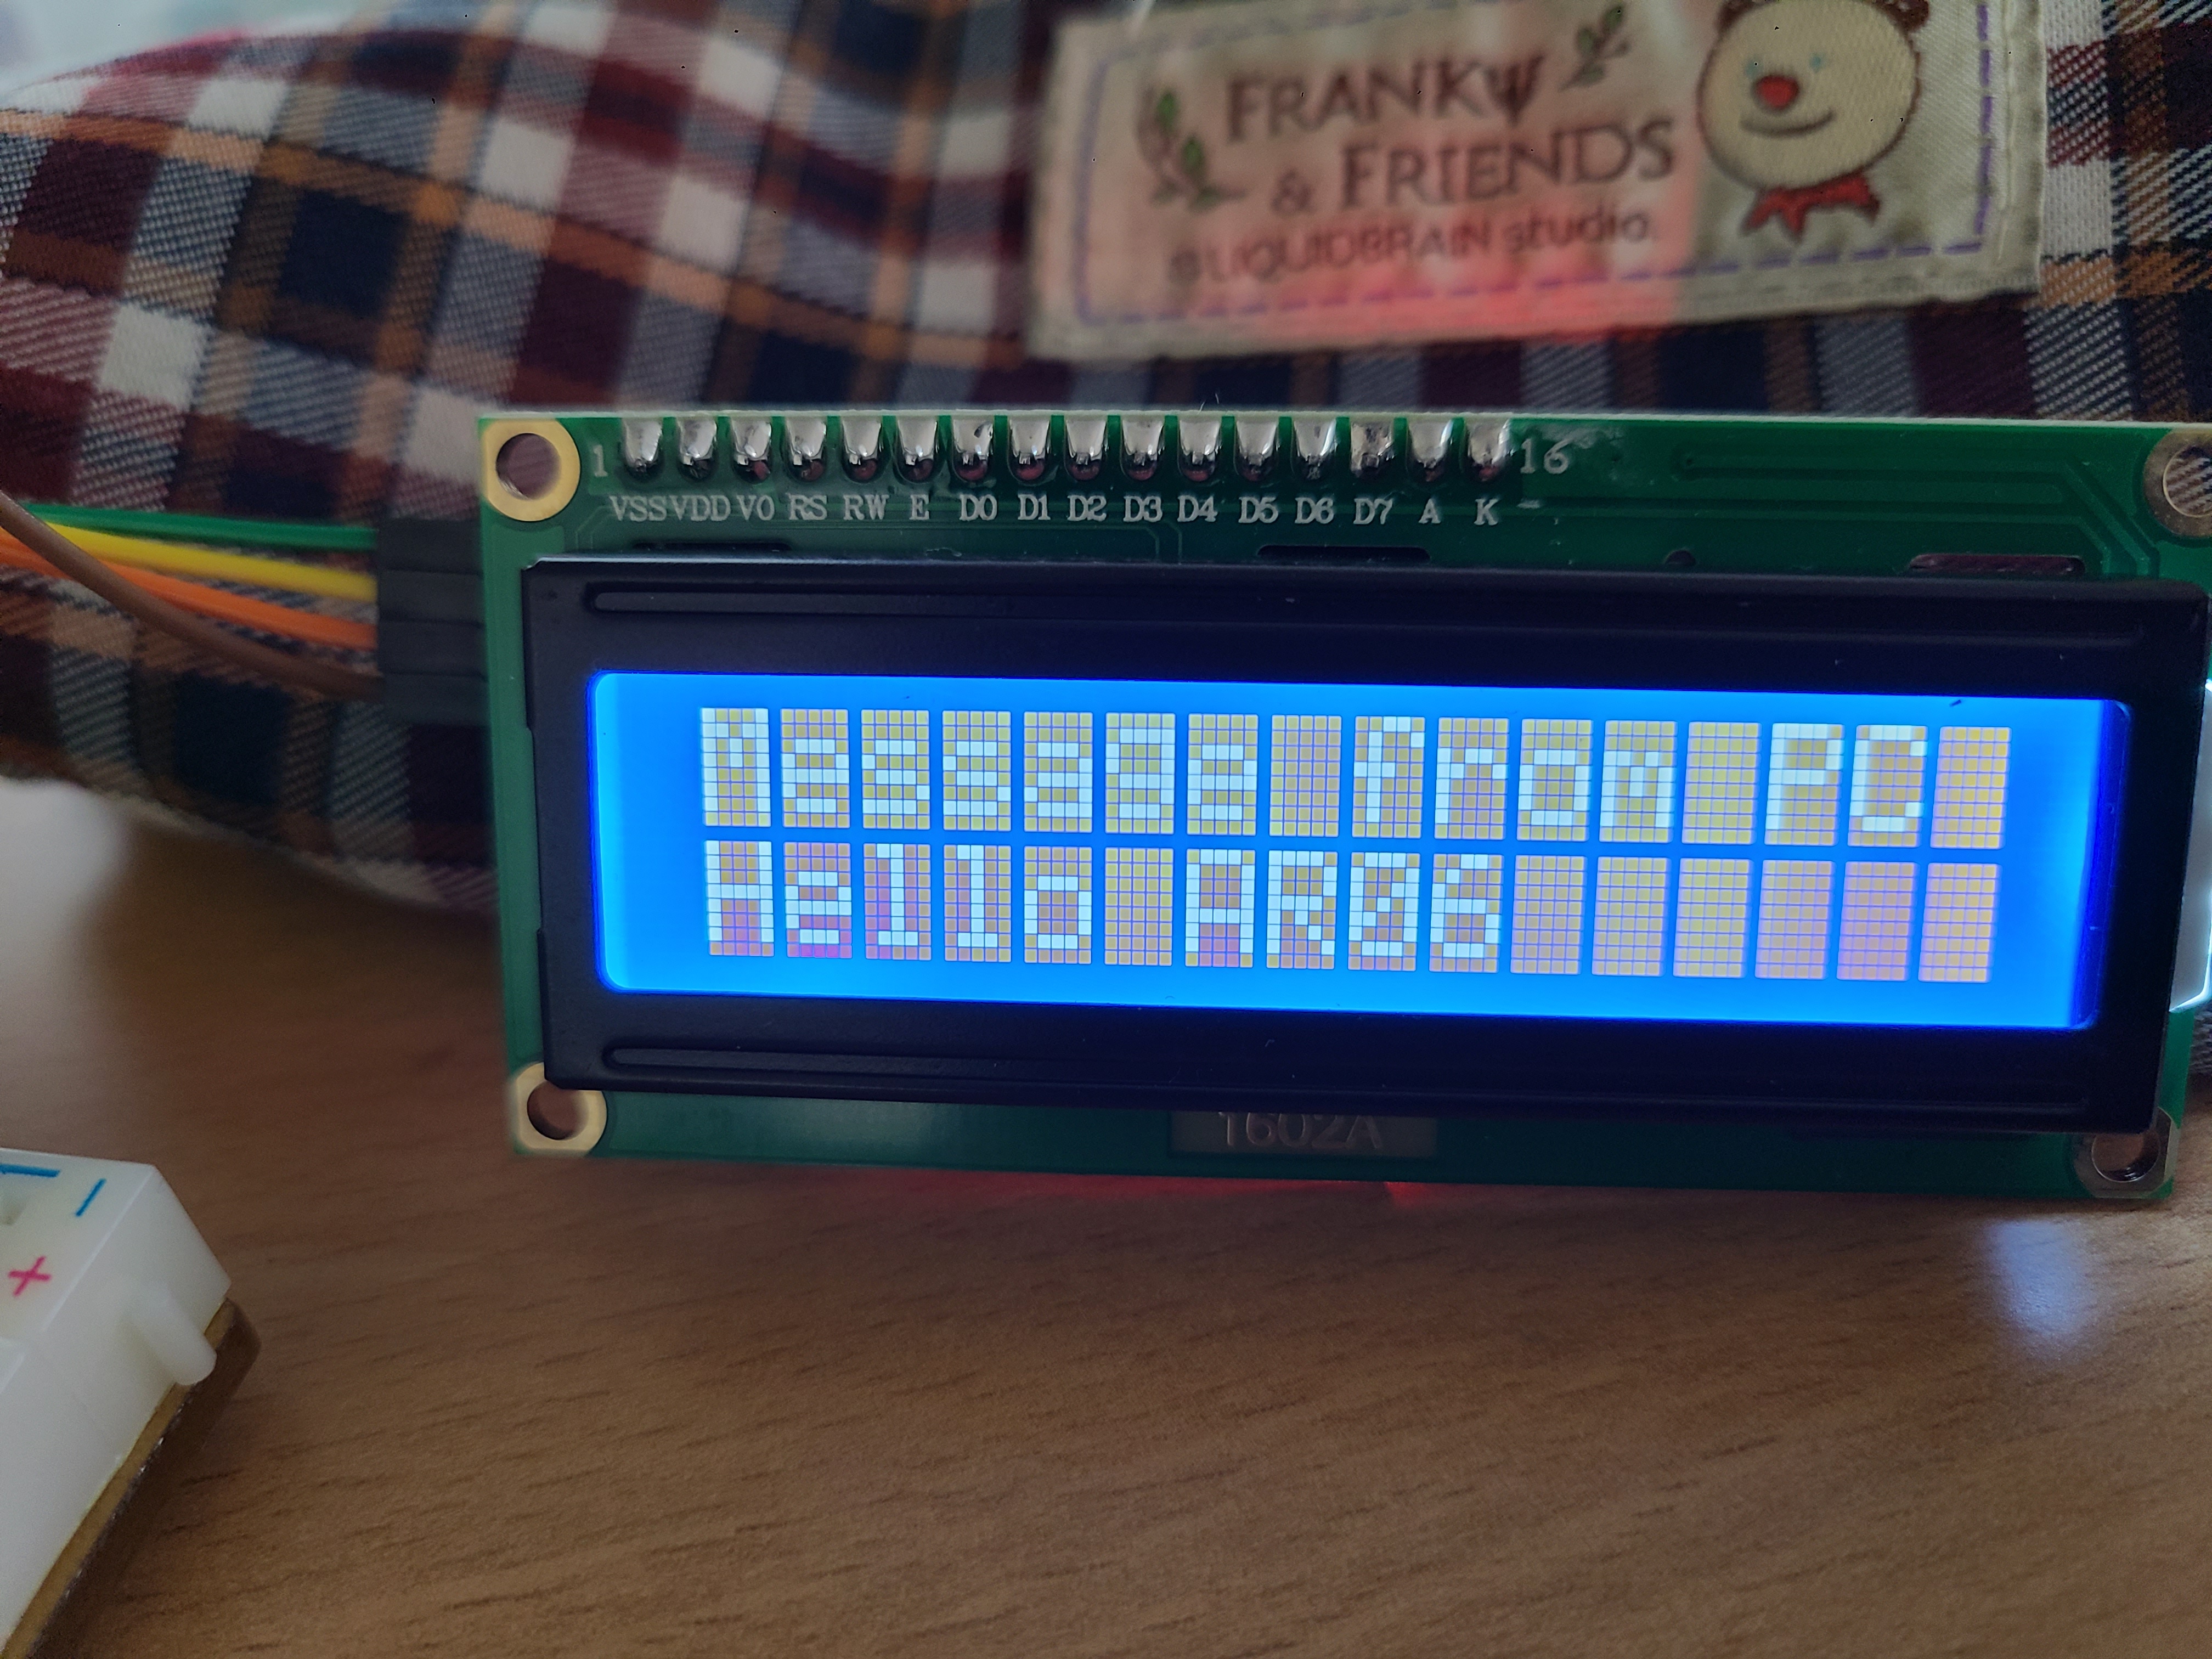 FRANKY
& FRIENDS
@LIQUIDBRAIN studio.
1 16
VSS VDD V0 RS RW E D0 D1 D2 D3 D4 D5 D6 D7 A K
Message from PC
Hello
1602A